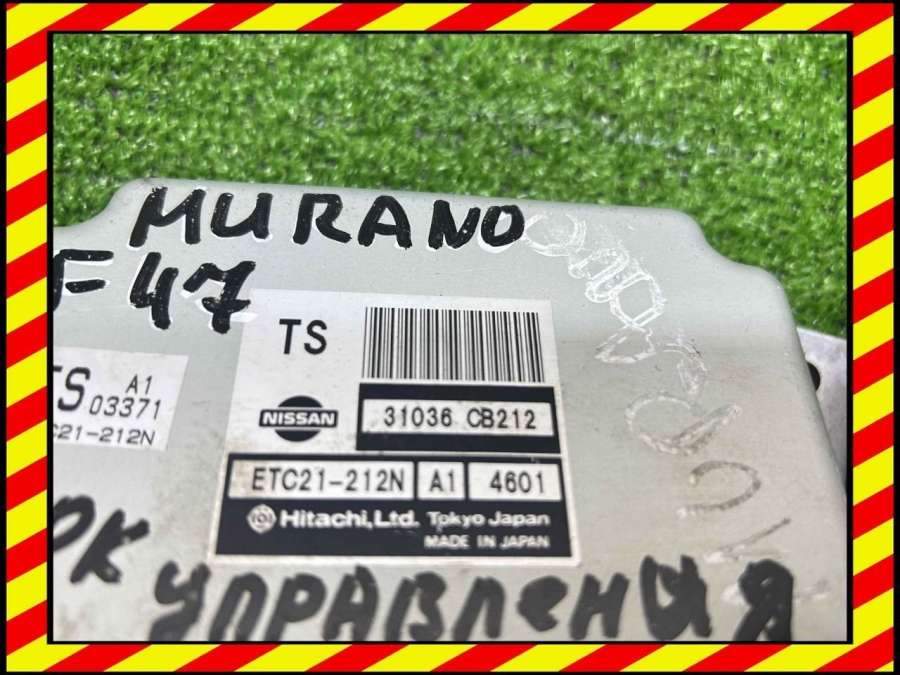 MURANO
F47
TS
NISSAN
31036 CB212
ETC21-212N A1 4601
Hitachi,Ltd. Tokyo Japan
MADE IN JAPAN
TS A1
03371
C21-212N
УПРАВЛЕНИЯ